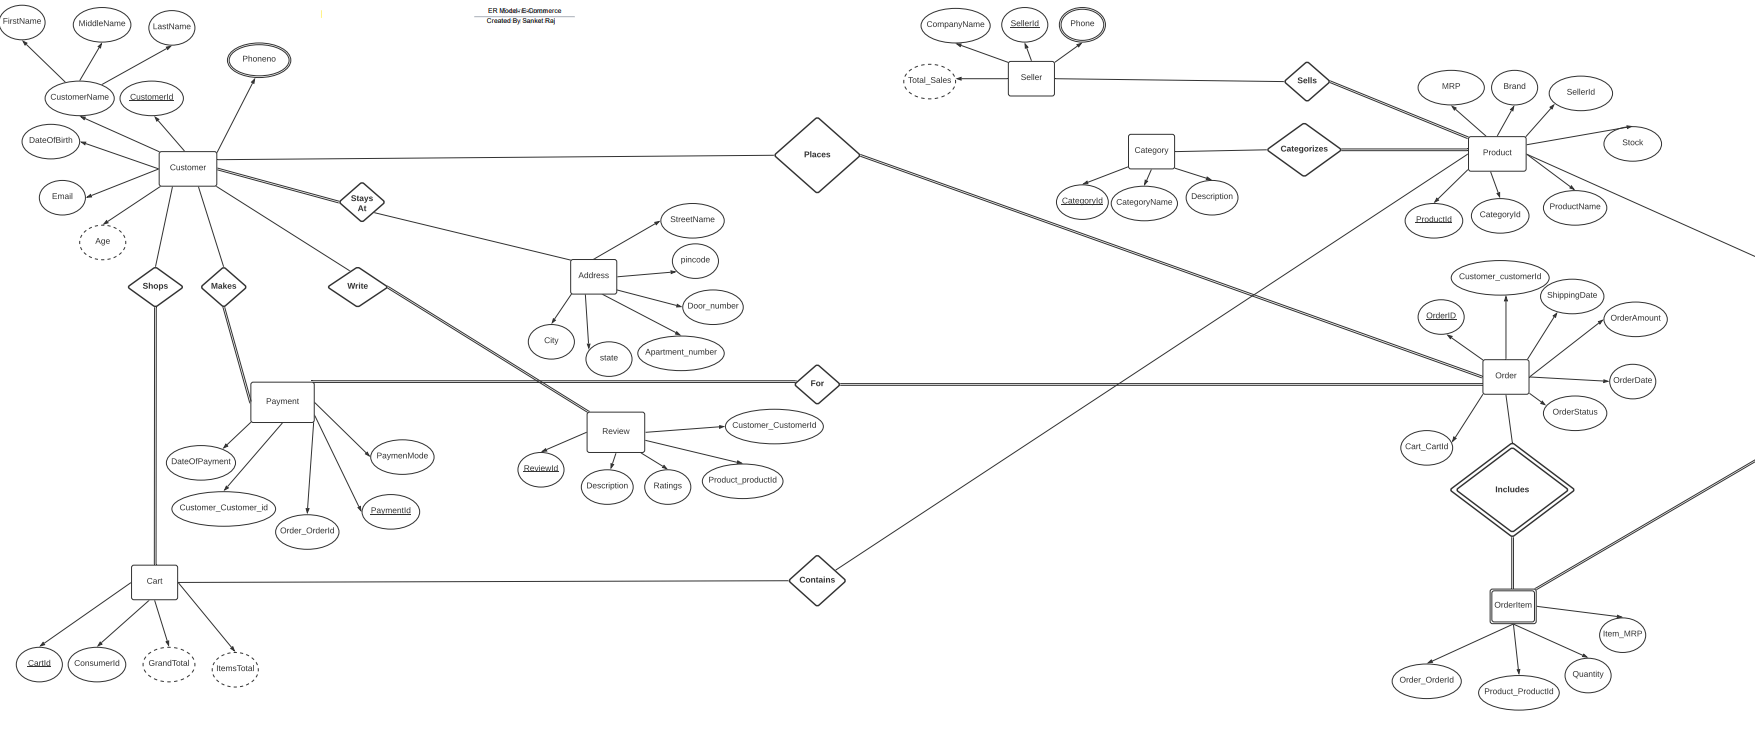 ER Model- E-Commerce
Created By Sanket Raj
FirstName
MiddleName
LastName
Phoneno
CustomerName
CustomerId
DateOfBirth
Customer
Email
Age
Places
Stays
At
Shops
Makes
Write
StreetName
pincode
Address
Door_number
City
state
Apartment_number
CompanyName
SellerId
Phone
Seller
Total_Sales
Sells
MRP
Brand
SellerId
Stock
Category
Categorizes
Product
CategoryId
CategoryName
Description
ProductId
CategoryId
ProductName
Customer_customerId
ShippingDate
OrderID
OrderAmount
Order
OrderDate
OrderStatus
Cart_CartId
For
Payment
DateOfPayment
PaymenMode
Customer_Customer_id
PaymentId
Order_OrderId
Review
Customer_CustomerId
ReviewId
Description
Ratings
Product_productId
Includes
Cart
Contains
CartId
ConsumerId
GrandTotal
ItemsTotal
OrderItem
Item_MRP
Order_OrderId
Product_ProductId
Quantity